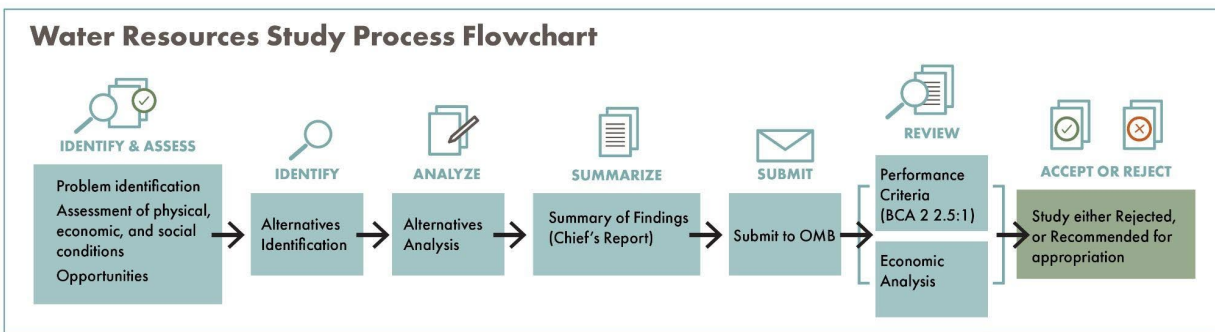 Water Resources Study Process Flowchart
IDENTIFY & ASSESS
Problem identification
Assessment of physical,
economic, and social
conditions
Opportunities
IDENTIFY
Alternatives
Identification
ANALYZE
Alternatives
Analysis
SUMMARIZE
Summary of Findings
(Chief's Report)
SUBMIT
Submit to OMB
REVIEW
Performance
Criteria
(BCA 2 2.5:1)
Economic
Analysis
ACCEPT OR REJECT
Study either Rejected,
or Recommended for
appropriation